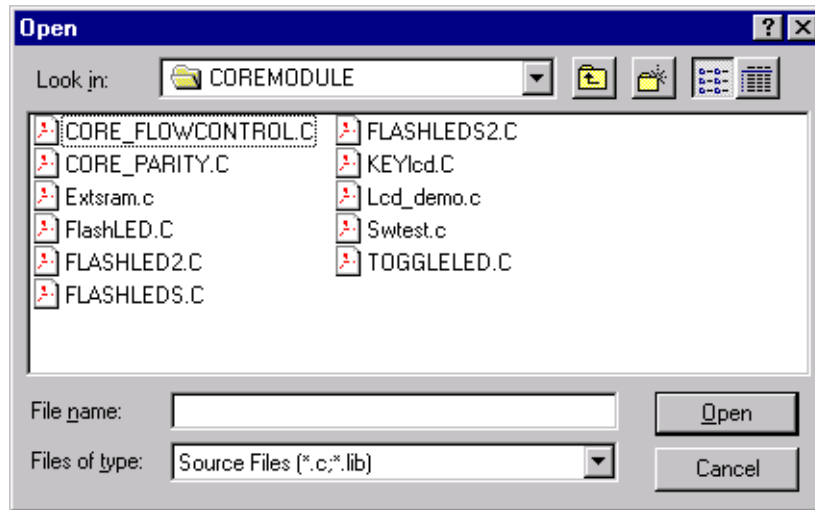 Open
Look in: COREMODULE
CORE_FLOWCONTROL.C
CORE_PARITY.C
Extsram.c
FlashLED.C
FLASHLED2.C
FLASHLEDS.C
FLASHLEDS2.C
KEYlcd.C
Lcd_demo.c
Swtest.c
TOGGLELED.C
File name:
Open
Files of type: Source Files (*.c;*.lib)
Cancel